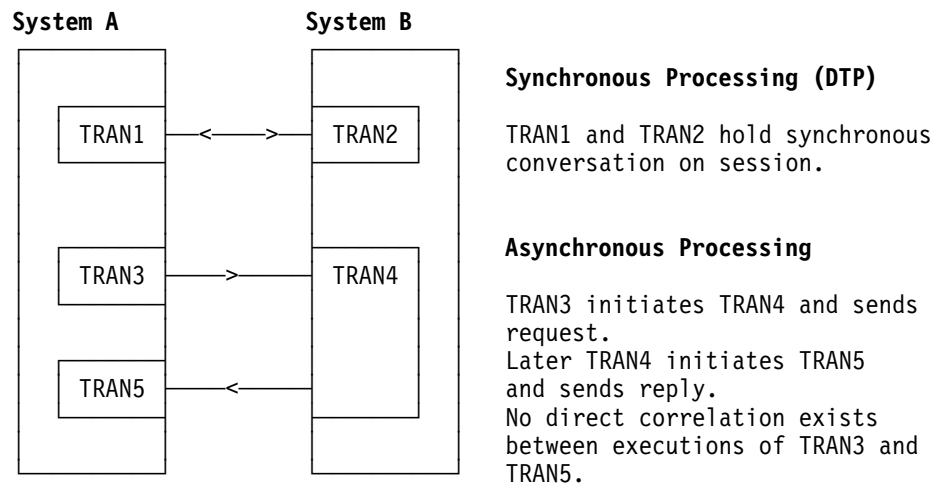 System A
System B
TRAN1
TRAN2
TRAN3
TRAN4
TRAN5
Synchronous Processing (DTP)
TRAN1 and TRAN2 hold synchronous
conversation on session.
Asynchronous Processing
TRAN3 initiates TRAN4 and sends
request.
Later TRAN4 initiates TRAN5
and sends reply.
No direct correlation exists
between executions of TRAN3 and
TRAN5.